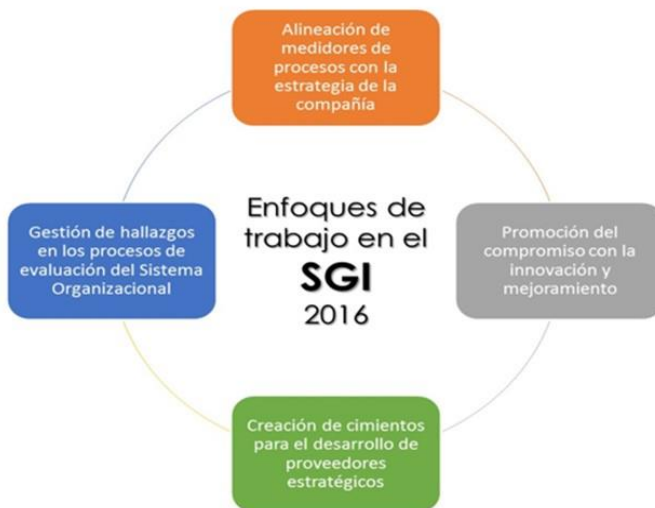 Alineación de
medidores de
procesos con la
estrategia de la
compañía
Gestión de hallazgos
en los procesos de
evaluación del Sistema
Organizacional
Enfoques de
trabajo en el
SGI
2016
Promoción del
compromiso con la
innovación y
mejoramiento
Creación de cimientos
para el desarrollo de
proveedores
estratégicos